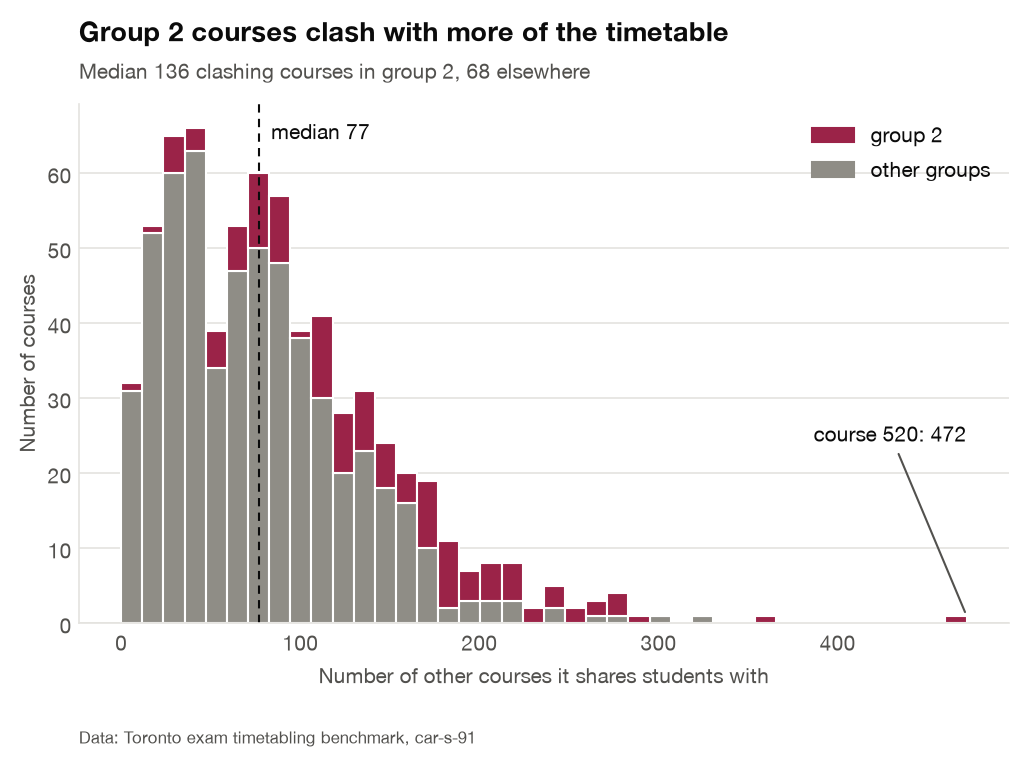 Group 2 courses clash with more of the timetable
Median 136 clashing courses in group 2, 68 elsewhere
median 77
group 2
other groups
course 520: 472
Number of courses
60
50
40
30
20
10
0
0 100 200 300 400
Number of other courses it shares students with
Data: Toronto exam timetabling benchmark, car-s-91